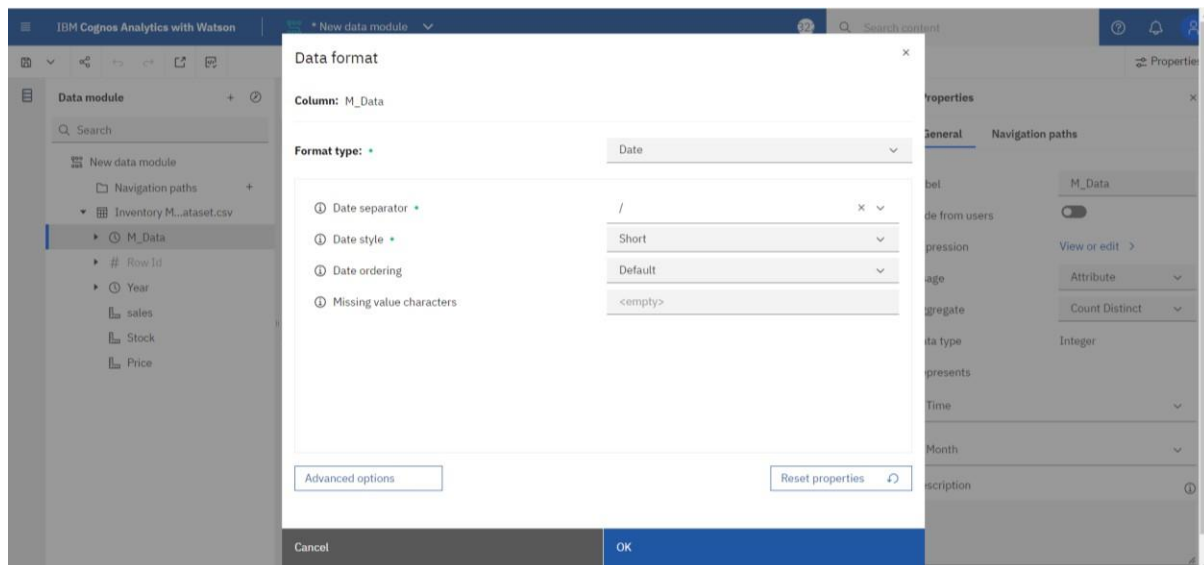 IBM Cognos Analytics with Watson
* New data module
Search content
Properties
Data module
Search
New data module
Navigation paths
Inventory M...ataset.csv
M_Data
# Row Id
Year
sales
Stock
Price
Data format
Column: M_Data
Format type:
Date
Date separator
/
Date style
Short
Date ordering
Default
Missing value characters
<empty>
Advanced options
Reset properties
Cancel
OK
Properties
General Navigation paths
bel
M_Data
de from users
pression
View or edit >
age
Attribute
gregate
Count Distinct
ta type
Integer
presents
Time
Month
scription